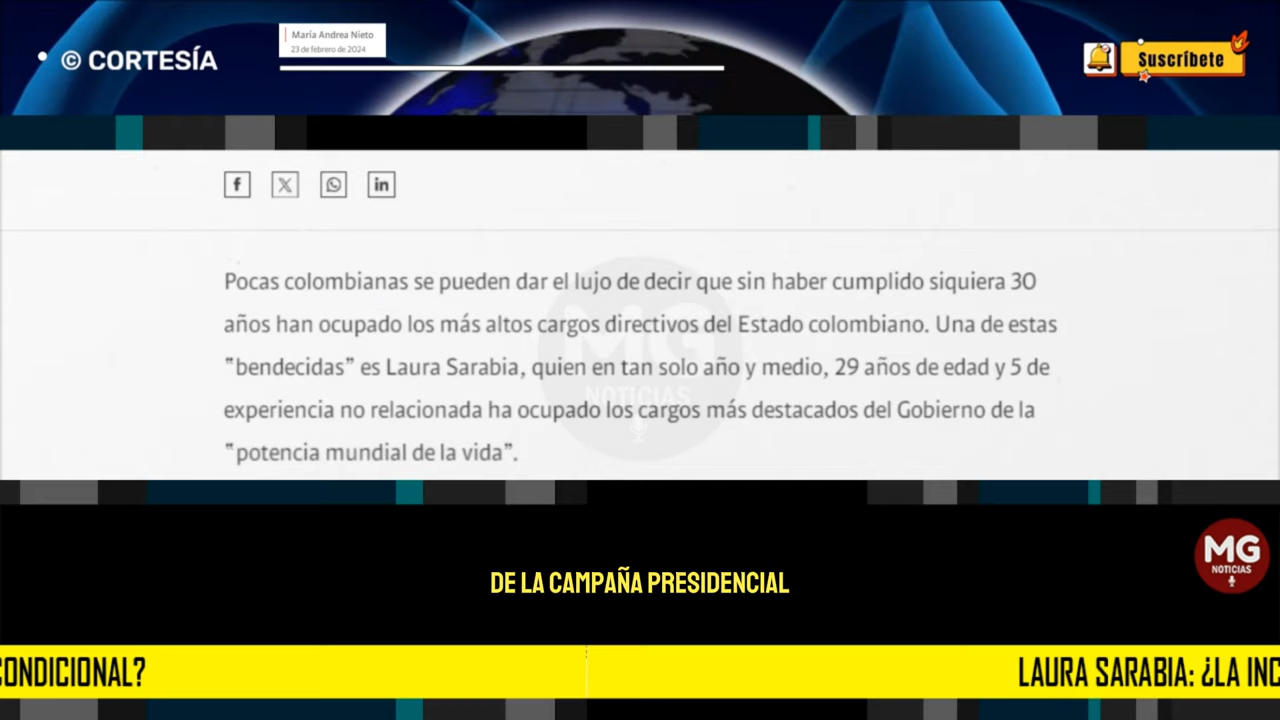 © CORTESÍA
María Andrea Nieto
23 de febrero de 2024
Suscríbete
Pocas colombianas se pueden dar el lujo de decir que sin haber cumplido siquiera 30
años han ocupado los más altos cargos directivos del Estado colombiano. Una de estas
"bendecidas" es Laura Sarabia, quien en tan solo año y medio, 29 años de edad y 5 de
experiencia no relacionada ha ocupado los cargos más destacados del Gobierno de la
"potencia mundial de la vida".
MG
NOTICIAS
DE LA CAMPAÑA PRESIDENCIAL
MG
NOTICIAS
CONDICIONAL?
LAURA SARABIA: ¿LA INC